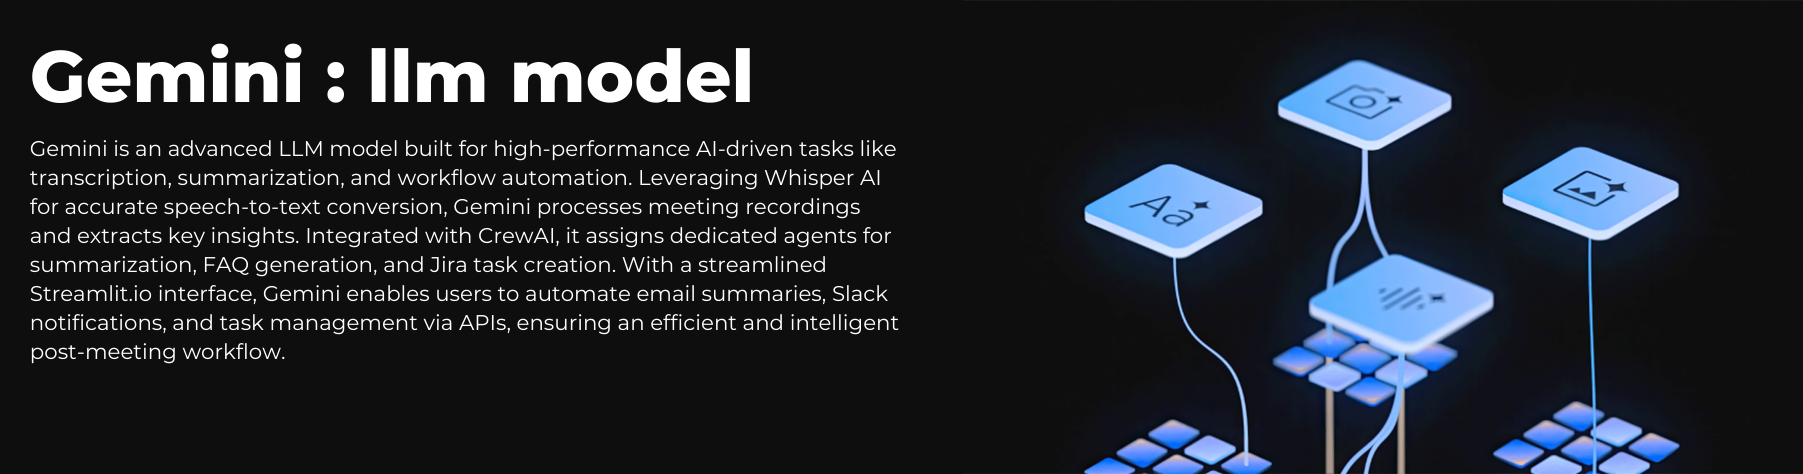 Gemini : llm model
Gemini is an advanced LLM model built for high-performance AI-driven tasks like
transcription, summarization, and workflow automation. Leveraging Whisper AI
for accurate speech-to-text conversion, Gemini processes meeting recordings
and extracts key insights. Integrated with CrewAI, it assigns dedicated agents for
summarization, FAQ generation, and Jira task creation. With a streamlined
Streamlit.io interface, Gemini enables users to automate email summaries, Slack
notifications, and task management via APIs, ensuring an efficient and intelligent
post-meeting workflow.
Aa